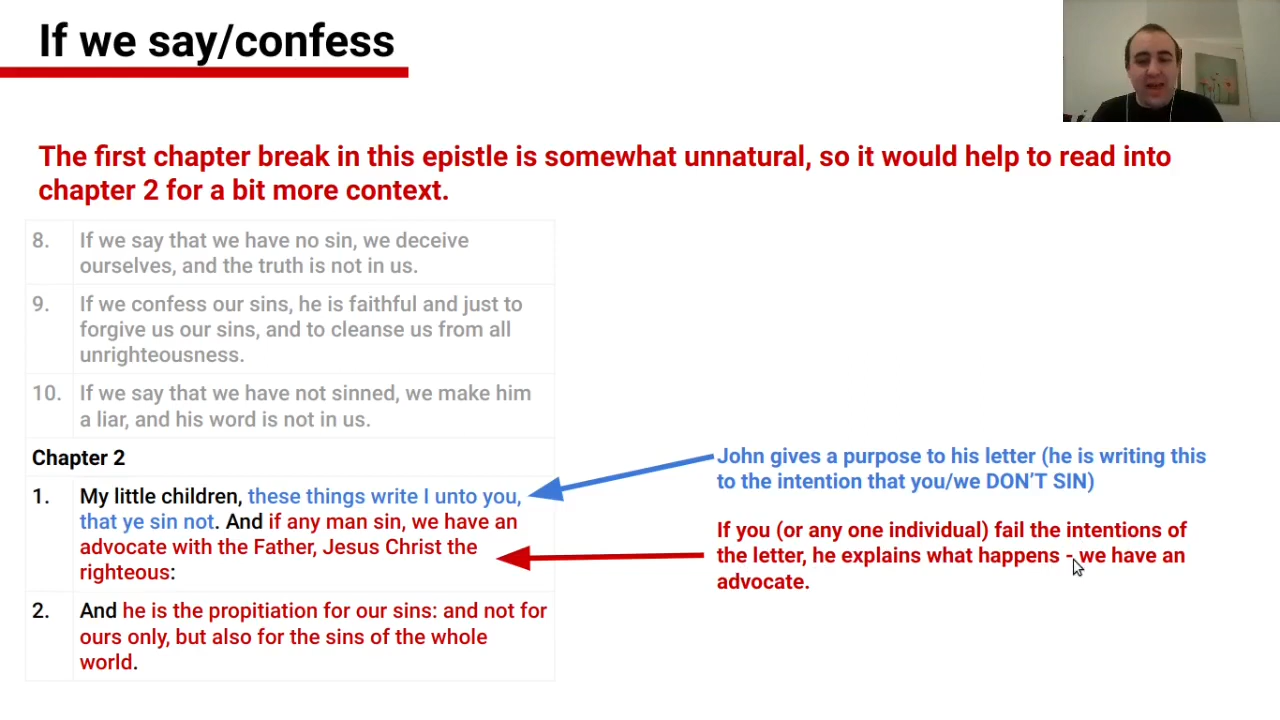 If we say/confess
The first chapter break in this epistle is somewhat unnatural, so it would help to read into
chapter 2 for a bit more context.
8. If we say that we have no sin, we deceive
ourselves, and the truth is not in us.
9. If we confess our sins, he is faithful and just to
forgive us our sins, and to cleanse us from all
unrighteousness.
10. If we say that we have not sinned, we make him
a liar, and his word is not in us.
Chapter 2
1. My little children, these things write I unto you,
that ye sin not. And if any man sin, we have an
advocate with the Father, Jesus Christ the
righteous:
2. And he is the propitiation for our sins: and not for
ours only, but also for the sins of the whole
world.
John gives a purpose to his letter (he is writing this
to the intention that you/we DON'T SIN)
If you (or any one individual) fail the intentions of
the letter, he explains what happens - we have an
advocate.